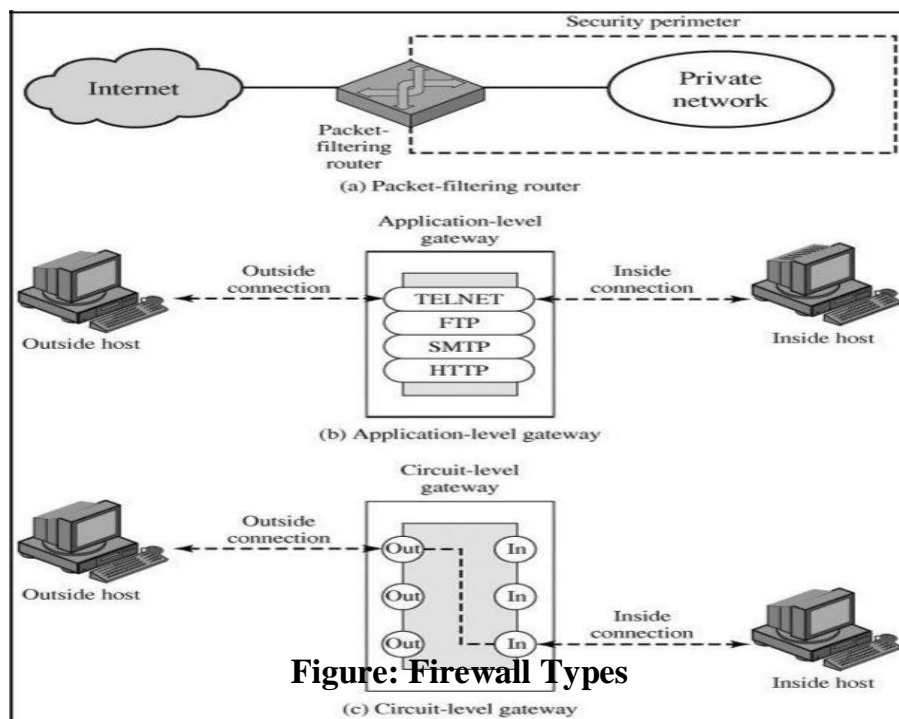 Security perimeter
Internet
Private
network
Packet-
filtering
router
(a) Packet-filtering router
Application-level
gateway
Outside
connection
Inside
connection
TELNET
FTP
SMTP
HTTP
Outside host
Inside host
(b) Application-level gateway
Circuit-level
gateway
Outside
connection
Out
In
Out
In
Out
In
Inside
connection
Outside host
Inside host
Figure: Firewall Types
(c) Circuit-level gateway